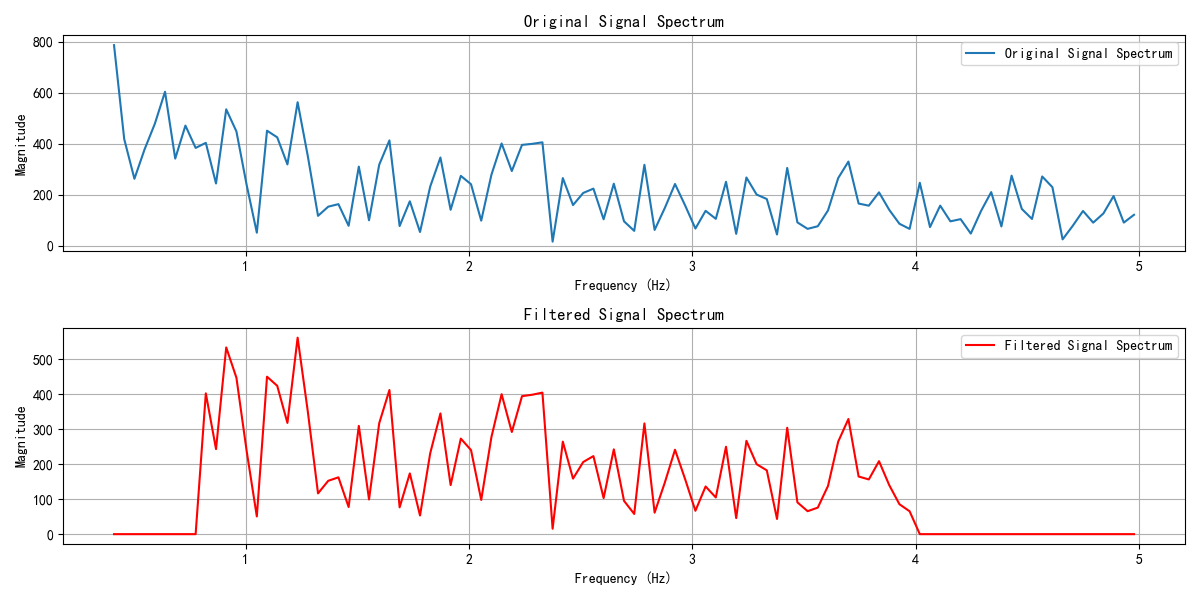 Original Signal Spectrum
800
600
400
200
0
Magnitude
Original Signal Spectrum
1
2
3
4
5
Frequency (Hz)
Filtered Signal Spectrum
500
400
300
200
100
0
Magnitude
Filtered Signal Spectrum
1
2
3
4
5
Frequency (Hz)